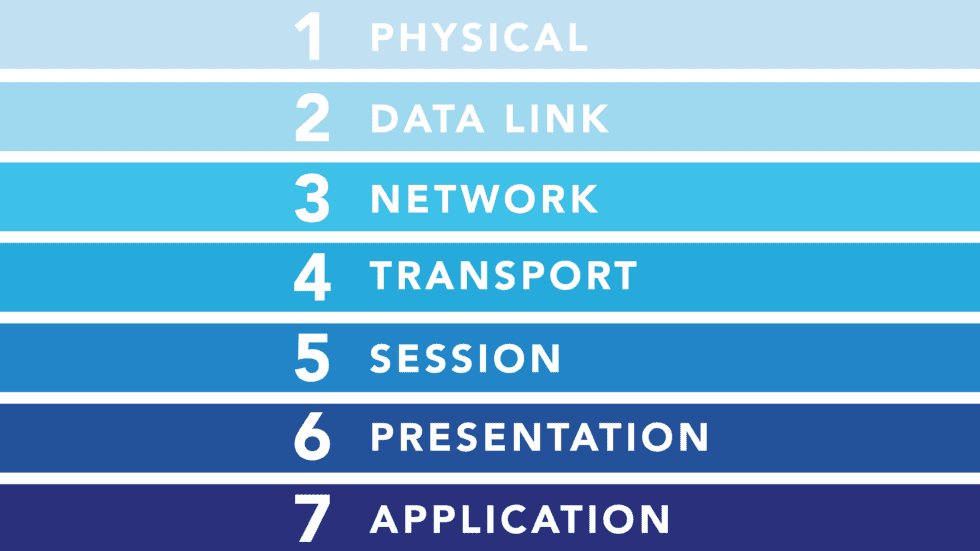 1 PHYSICAL
2 DATA LINK
3 NETWORK
4 TRANSPORT
5 SESSION
6 PRESENTATION
7 APPLICATION